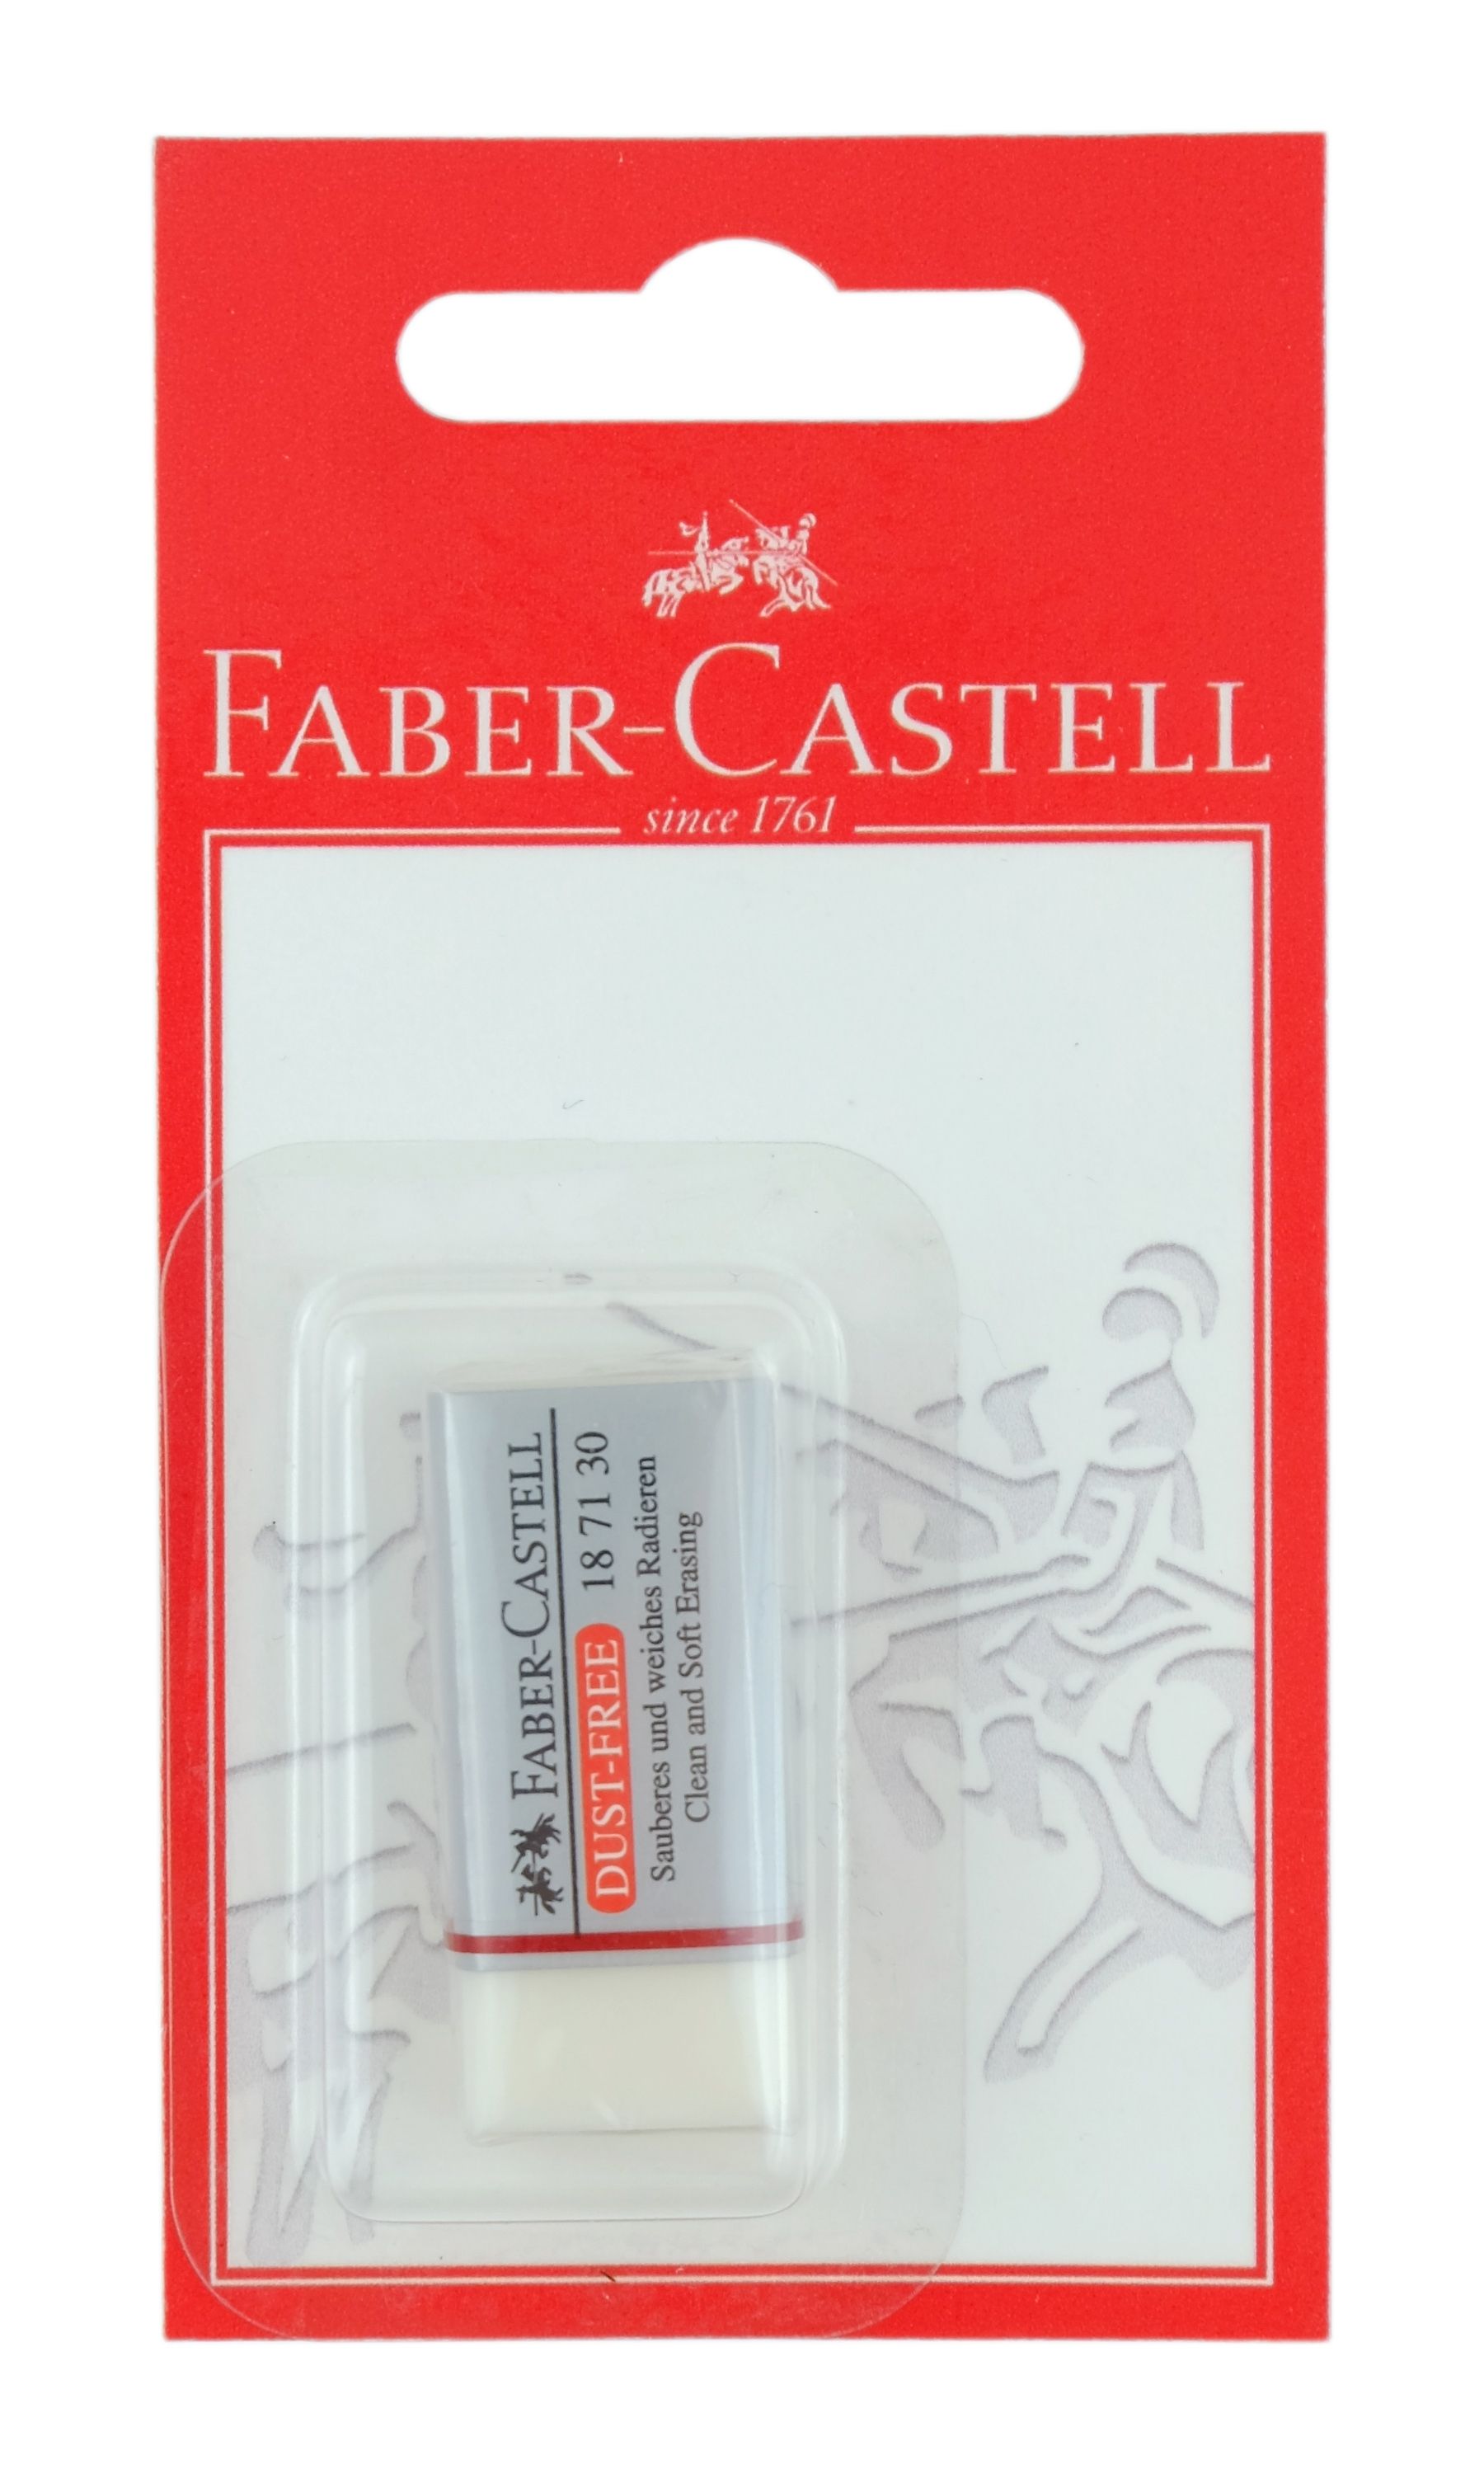 FABER-CASTELL
since 1761
FABER-CASTELL
DUST-FREE 18 71 30
Sauberes und weiches Radieren
Clean and Soft Erasing